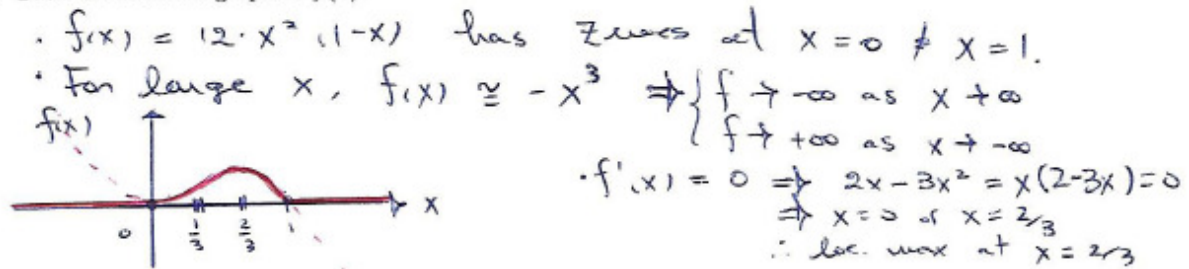 · f(x) = 12·x²·(1-x) has zeroes at x=0 & x=1.
· For large x, f(x) ≅ -x³ ⇒ { f → -∞ as x → ∞
f → +∞ as x → -∞
f(x)
· f'(x) = 0 ⇒ 2x - 3x² = x(2-3x) = 0
x
⇒ x=0 or x=2/3
0 1/3 2/3 1
∴ loc. max at x=2/3